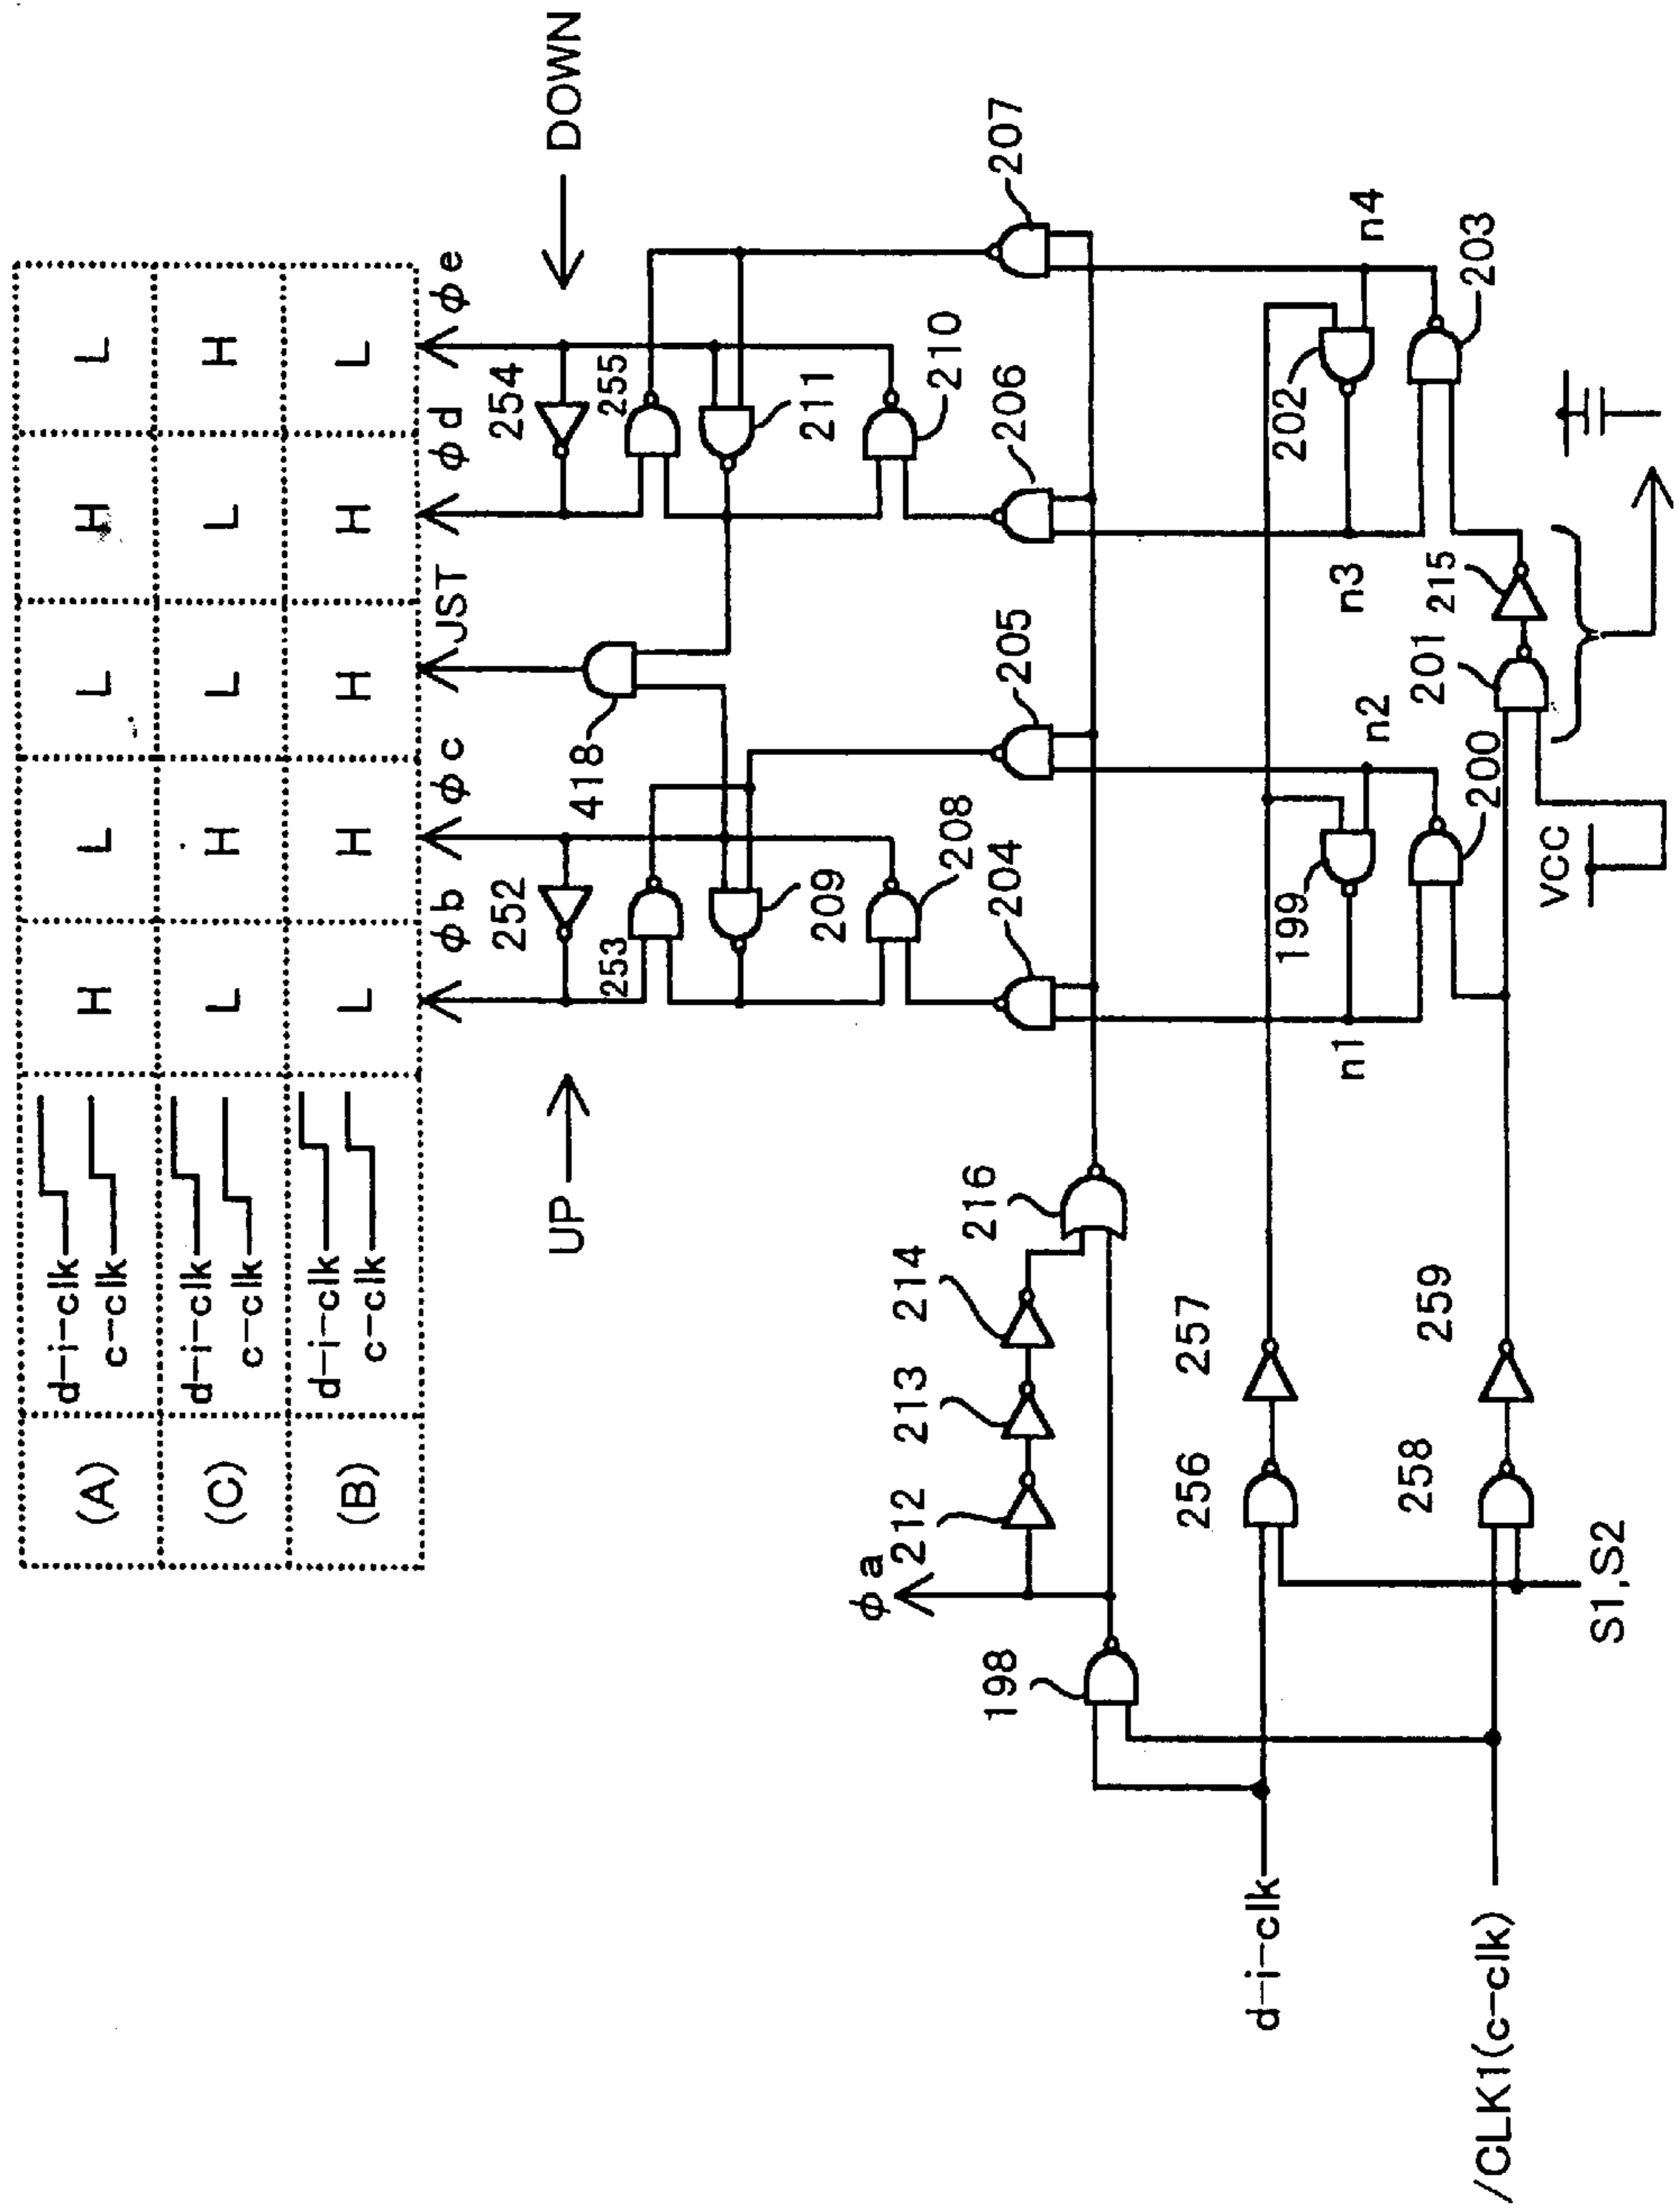 (A) d-i-clk c-clk H L L H L
(C) d-i-clk c-clk L H L L H
(B) d-i-clk c-clk L H H H L
φb φc JST φd φe
UP
DOWN
252
253
418
254
255
209
208
211
210
204
205
206
207
φa
212
213
214
216
198
d-i-clk
256
257
/CLK1(c-clk)
258
259
S1,S2
n1
n2
n3
n4
199
200
201
215
202
203
VCC